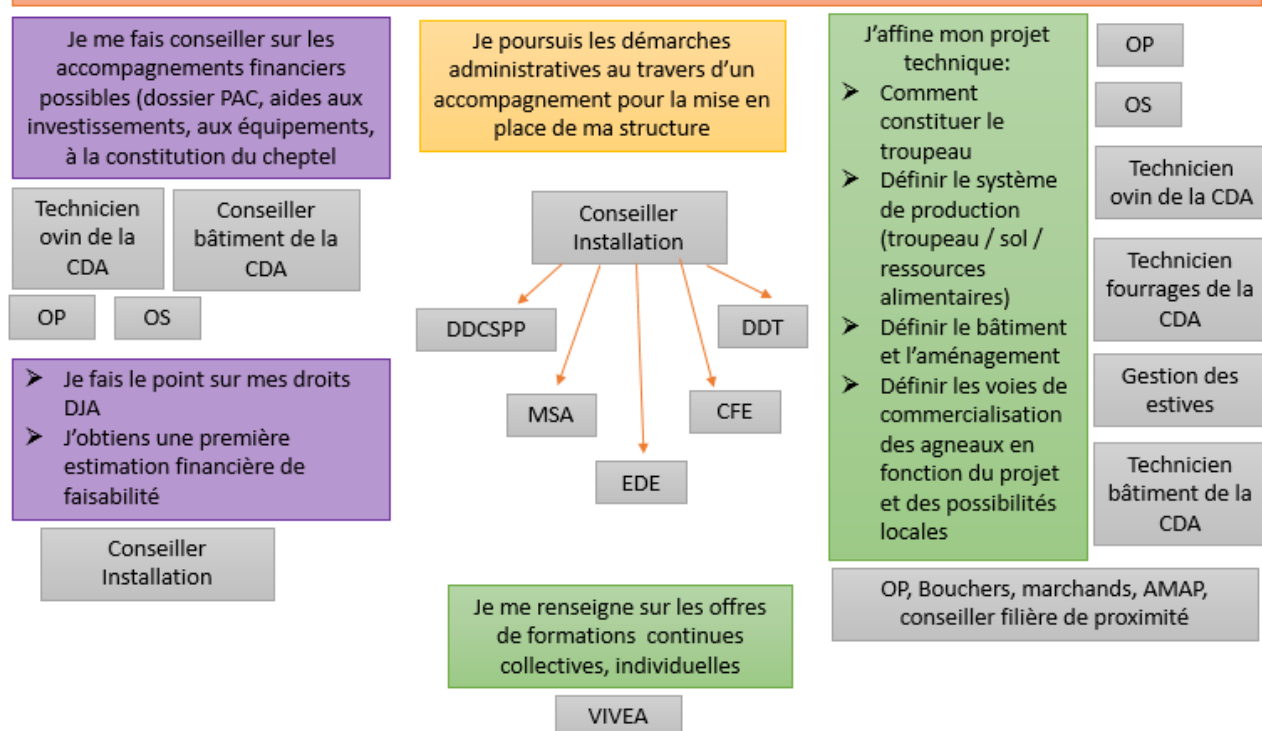 Je me fais conseiller sur les
accompagnements financiers
possibles (dossier PAC, aides aux
investissements, aux équipements,
à la constitution du cheptel
Technicien
ovin de la
CDA
Conseiller
bâtiment de la
CDA
OP
OS
➤ Je fais le point sur mes droits
DJA
➤ J'obtiens une première
estimation financière de
faisabilité
Conseiller
Installation
Je poursuis les démarches
administratives au travers d'un
accompagnement pour la mise en
place de ma structure
Conseiller
Installation
DDCSPP
MSA
EDE
CFE
DDT
Je me renseigne sur les offres
de formations continues
collectives, individuelles
VIVEA
J'affine mon projet
technique:
➤ Comment
constituer le
troupeau
➤ Définir le système
de production
(troupeau / sol /
ressources
alimentaires)
➤ Définir le bâtiment
et l'aménagement
➤ Définir les voies de
commercialisation
des agneaux en
fonction du projet
et des possibilités
locales
OP
OS
Technicien
ovin de la CDA
Technicien
fourrages de la
CDA
Gestion des
estives
Technicien
bâtiment de la
CDA
OP, Bouchers, marchands, AMAP,
conseiller filière de proximité